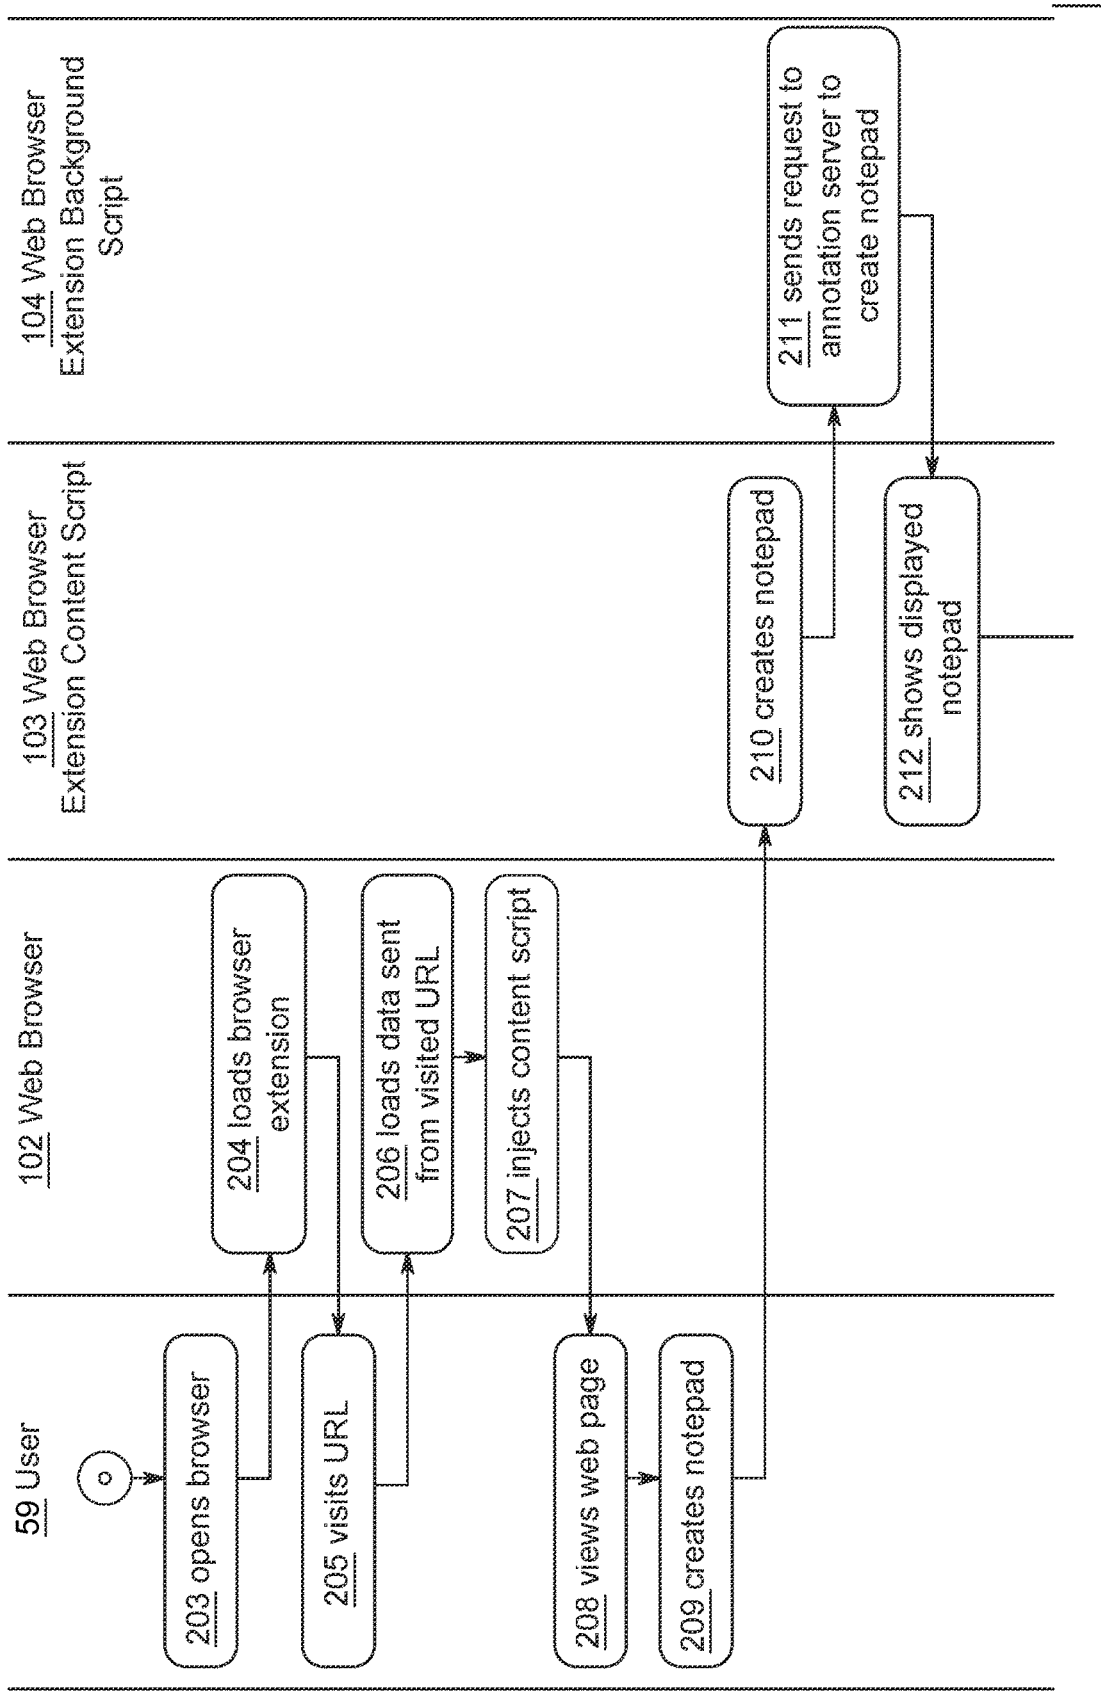 59 User
203 opens browser
205 visits URL
208 views web page
209 creates notepad
102 Web Browser
204 loads browser
extension
206 loads data sent
from visited URL
207 injects content script
103 Web Browser
Extension Content Script
210 creates notepad
212 shows displayed
notepad
104 Web Browser
Extension Background
Script
211 sends request to
annotation server to
create notepad